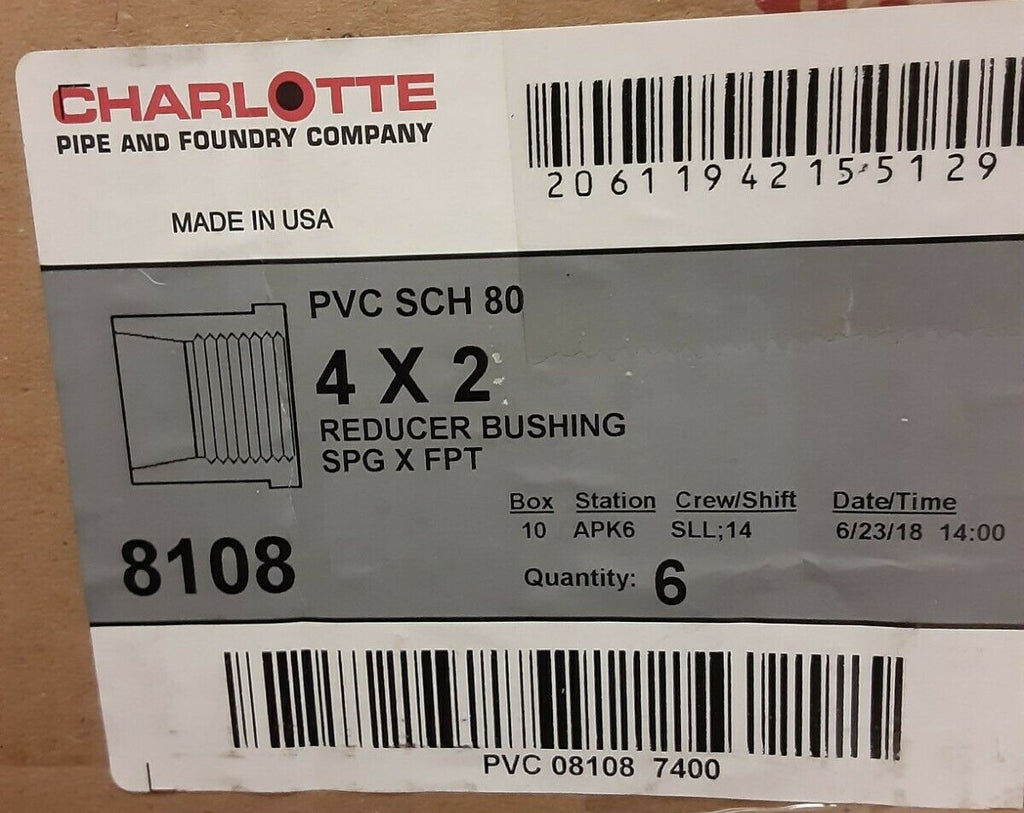 CHARLOTTE
PIPE AND FOUNDRY COMPANY
MADE IN USA
2061194215 5129
PVC SCH 80
4 X 2
REDUCER BUSHING
SPG X FPT
Box Station Crew/Shift Date/Time
10 APK6 SLL;14 6/23/18 14:00
8108
Quantity: 6
PVC 08108 7400